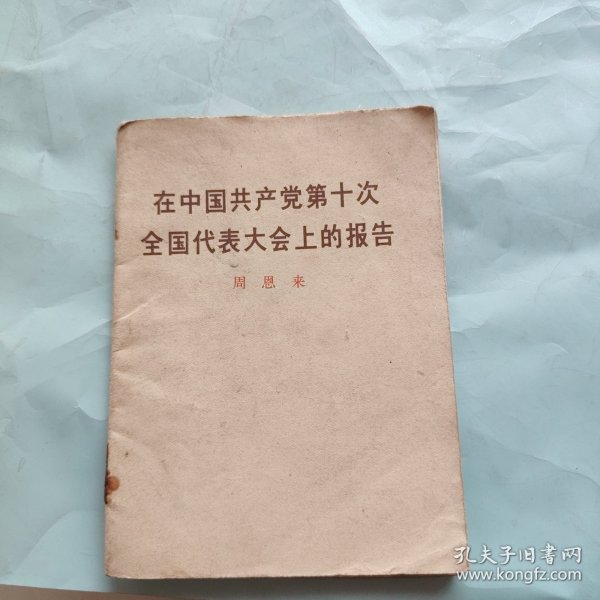 在中国共产党第十次
全国代表大会上的报告
周恩来
孔夫子旧书网
www.kongfz.com